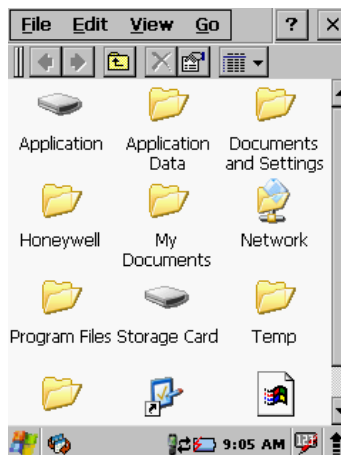 File Edit View Go ? ×
Application
Application
Data
Documents
and Settings
Honeywell
My
Documents
Network
Program Files
Storage Card
Temp
9:05 AM